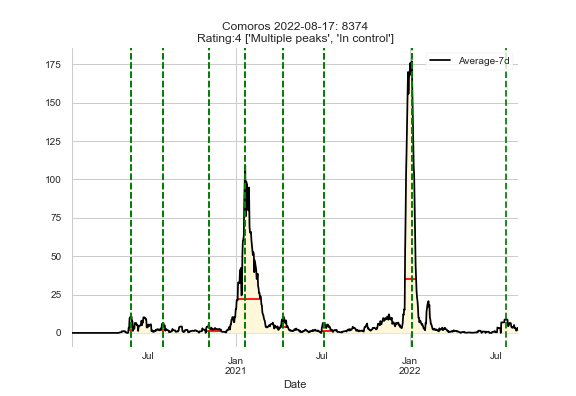 Comoros 2022-08-17: 8374
Rating:4 ['Multiple peaks', 'In control']
Average-7d
175
150
125
100
75
50
25
0
Jul Jan Jul Jan Jul
2021 2022
Date